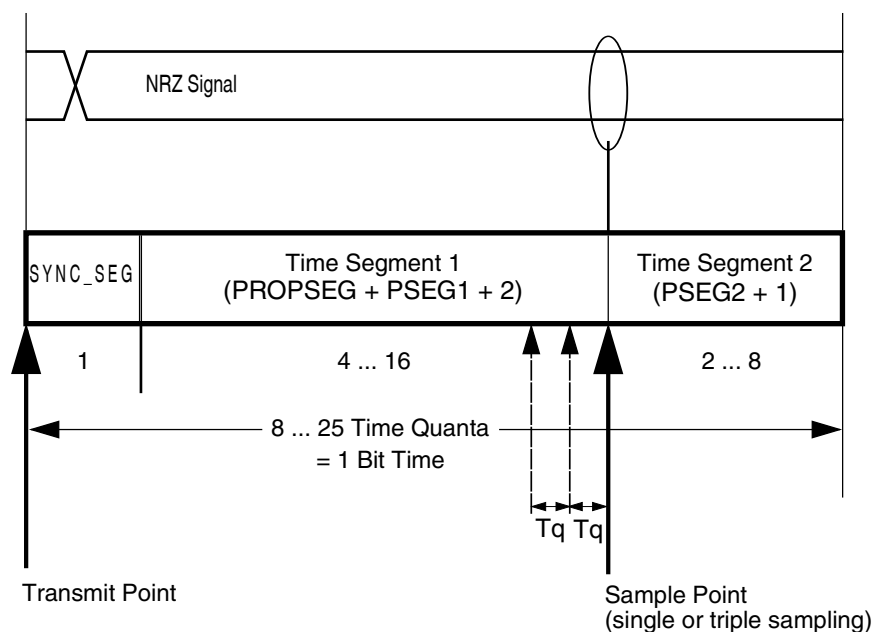 NRZ Signal
SYNC_SEG
Time Segment 1
(PROPSEG + PSEG1 + 2)
Time Segment 2
(PSEG2 + 1)
1
4 ... 16
2 ... 8
8 ... 25 Time Quanta
= 1 Bit Time
Tq Tq
Transmit Point
Sample Point
(single or triple sampling)